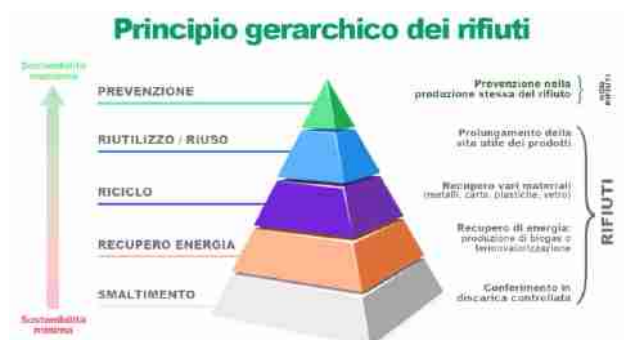 Principio gerarchico dei rifiuti
Sostenibilità
massima
PREVENZIONE
Prevenzione nella
produzione stessa del rifiuto
NON
RIFIUTI
RIUTILIZZO / RIUSO
Prolungamento della
vita utile dei prodotti
RICICLO
Recupero vari materiali
(metalli, carta, plastiche, vetro)
RIFIUTI
RECUPERO ENERGIA
Recupero di energia:
produzione di biogas o
termovalorizzazione
SMALTIMENTO
Conferimento in
discarica controllata
Sostenibilità
minima